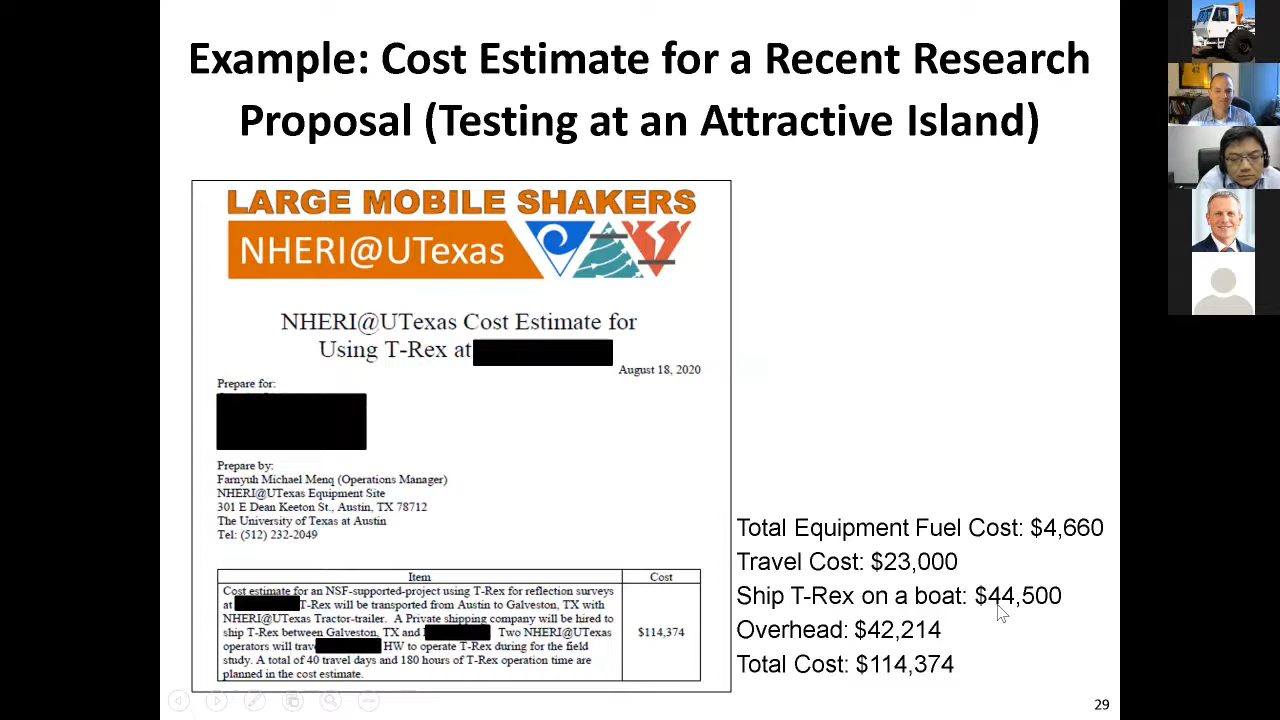 Example: Cost Estimate for a Recent Research
Proposal (Testing at an Attractive Island)
LARGE MOBILE SHAKERS
NHERI@UTexas
NHERI@UTexas Cost Estimate for
Using T-Rex at
August 18, 2020
Prepare for:
Prepare by:
Farnyuh Michael Menq (Operations Manager)
NHERI@UTexas Equipment Site
301 E Dean Keeton St., Austin, TX 78712
The University of Texas at Austin
Tel: (512) 232-2049
Item Cost
Cost estimate for an NSF-supported-project using T-Rex for reflection surveys
at T-Rex will be transported from Austin to Galveston, TX with
NHERI@UTexas Tractor-trailer. A Private shipping company will be hired to
ship T-Rex between Galveston, TX and Two NHERI@UTexas
operators will trave HW to operate T-Rex during for the field
study. A total of 40 travel days and 180 hours of T-Rex operation time are
planned in the cost estimate.
$114,374
Total Equipment Fuel Cost: $4,660
Travel Cost: $23,000
Ship T-Rex on a boat: $44,500
Overhead: $42,214
Total Cost: $114,374
29